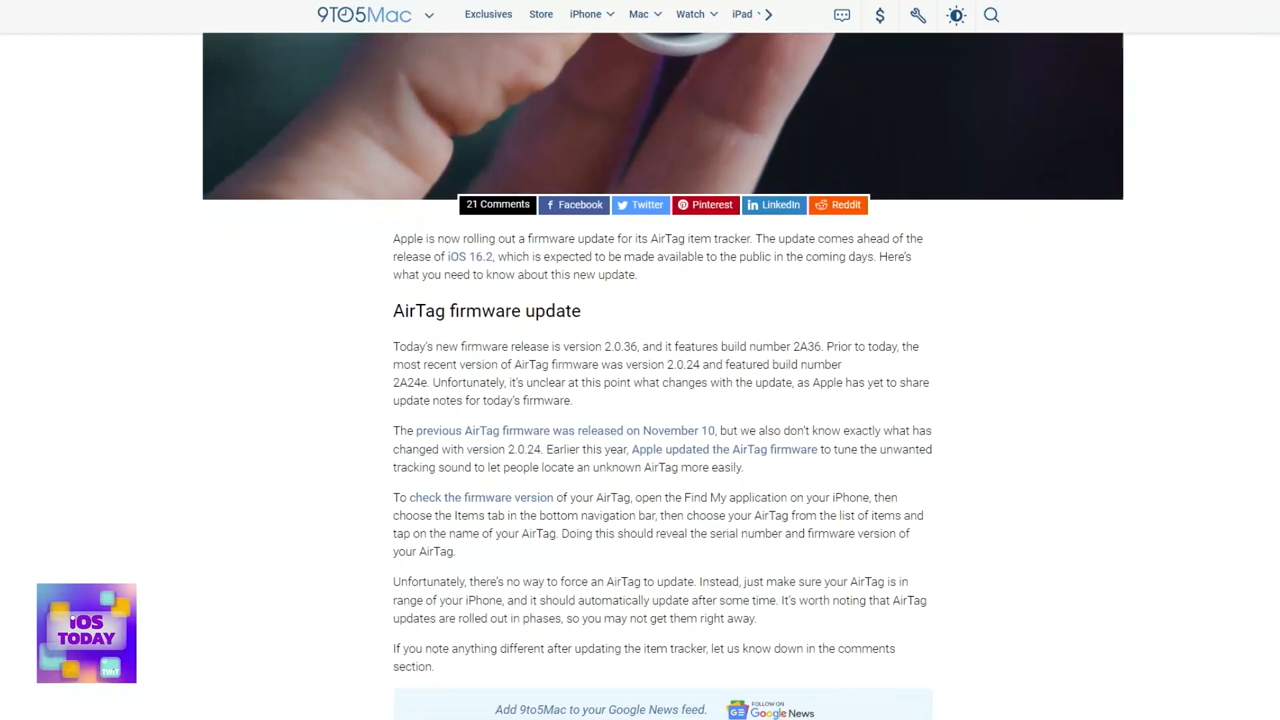 9TO5Mac Exclusives Store iPhone Mac Watch iPad
21 Comments Facebook Twitter Pinterest LinkedIn Reddit
Apple is now rolling out a firmware update for its AirTag item tracker. The update comes ahead of the
release of iOS 16.2, which is expected to be made available to the public in the coming days. Here's
what you need to know about this new update.
AirTag firmware update
Today's new firmware release is version 2.0.36, and it features build number 2A36. Prior to today, the
most recent version of AirTag firmware was version 2.0.24 and featured build number
2A24e. Unfortunately, it's unclear at this point what changes with the update, as Apple has yet to share
update notes for today's firmware.
The previous AirTag firmware was released on November 10, but we also don't know exactly what has
changed with version 2.0.24. Earlier this year, Apple updated the AirTag firmware to tune the unwanted
tracking sound to let people locate an unknown AirTag more easily.
To check the firmware version of your AirTag, open the Find My application on your iPhone, then
choose the Items tab in the bottom navigation bar, then choose your AirTag from the list of items and
tap on the name of your AirTag. Doing this should reveal the serial number and firmware version of
your AirTag.
Unfortunately, there's no way to force an AirTag to update. Instead, just make sure your AirTag is in
range of your iPhone, and it should automatically update after some time. It's worth noting that AirTag
updates are rolled out in phases, so you may not get them right away.
If you note anything different after updating the item tracker, let us know down in the comments
section.
iOS
TODAY
TWiT
Add 9to5Mac to your Google News feed.
FOLLOW ON
Google News